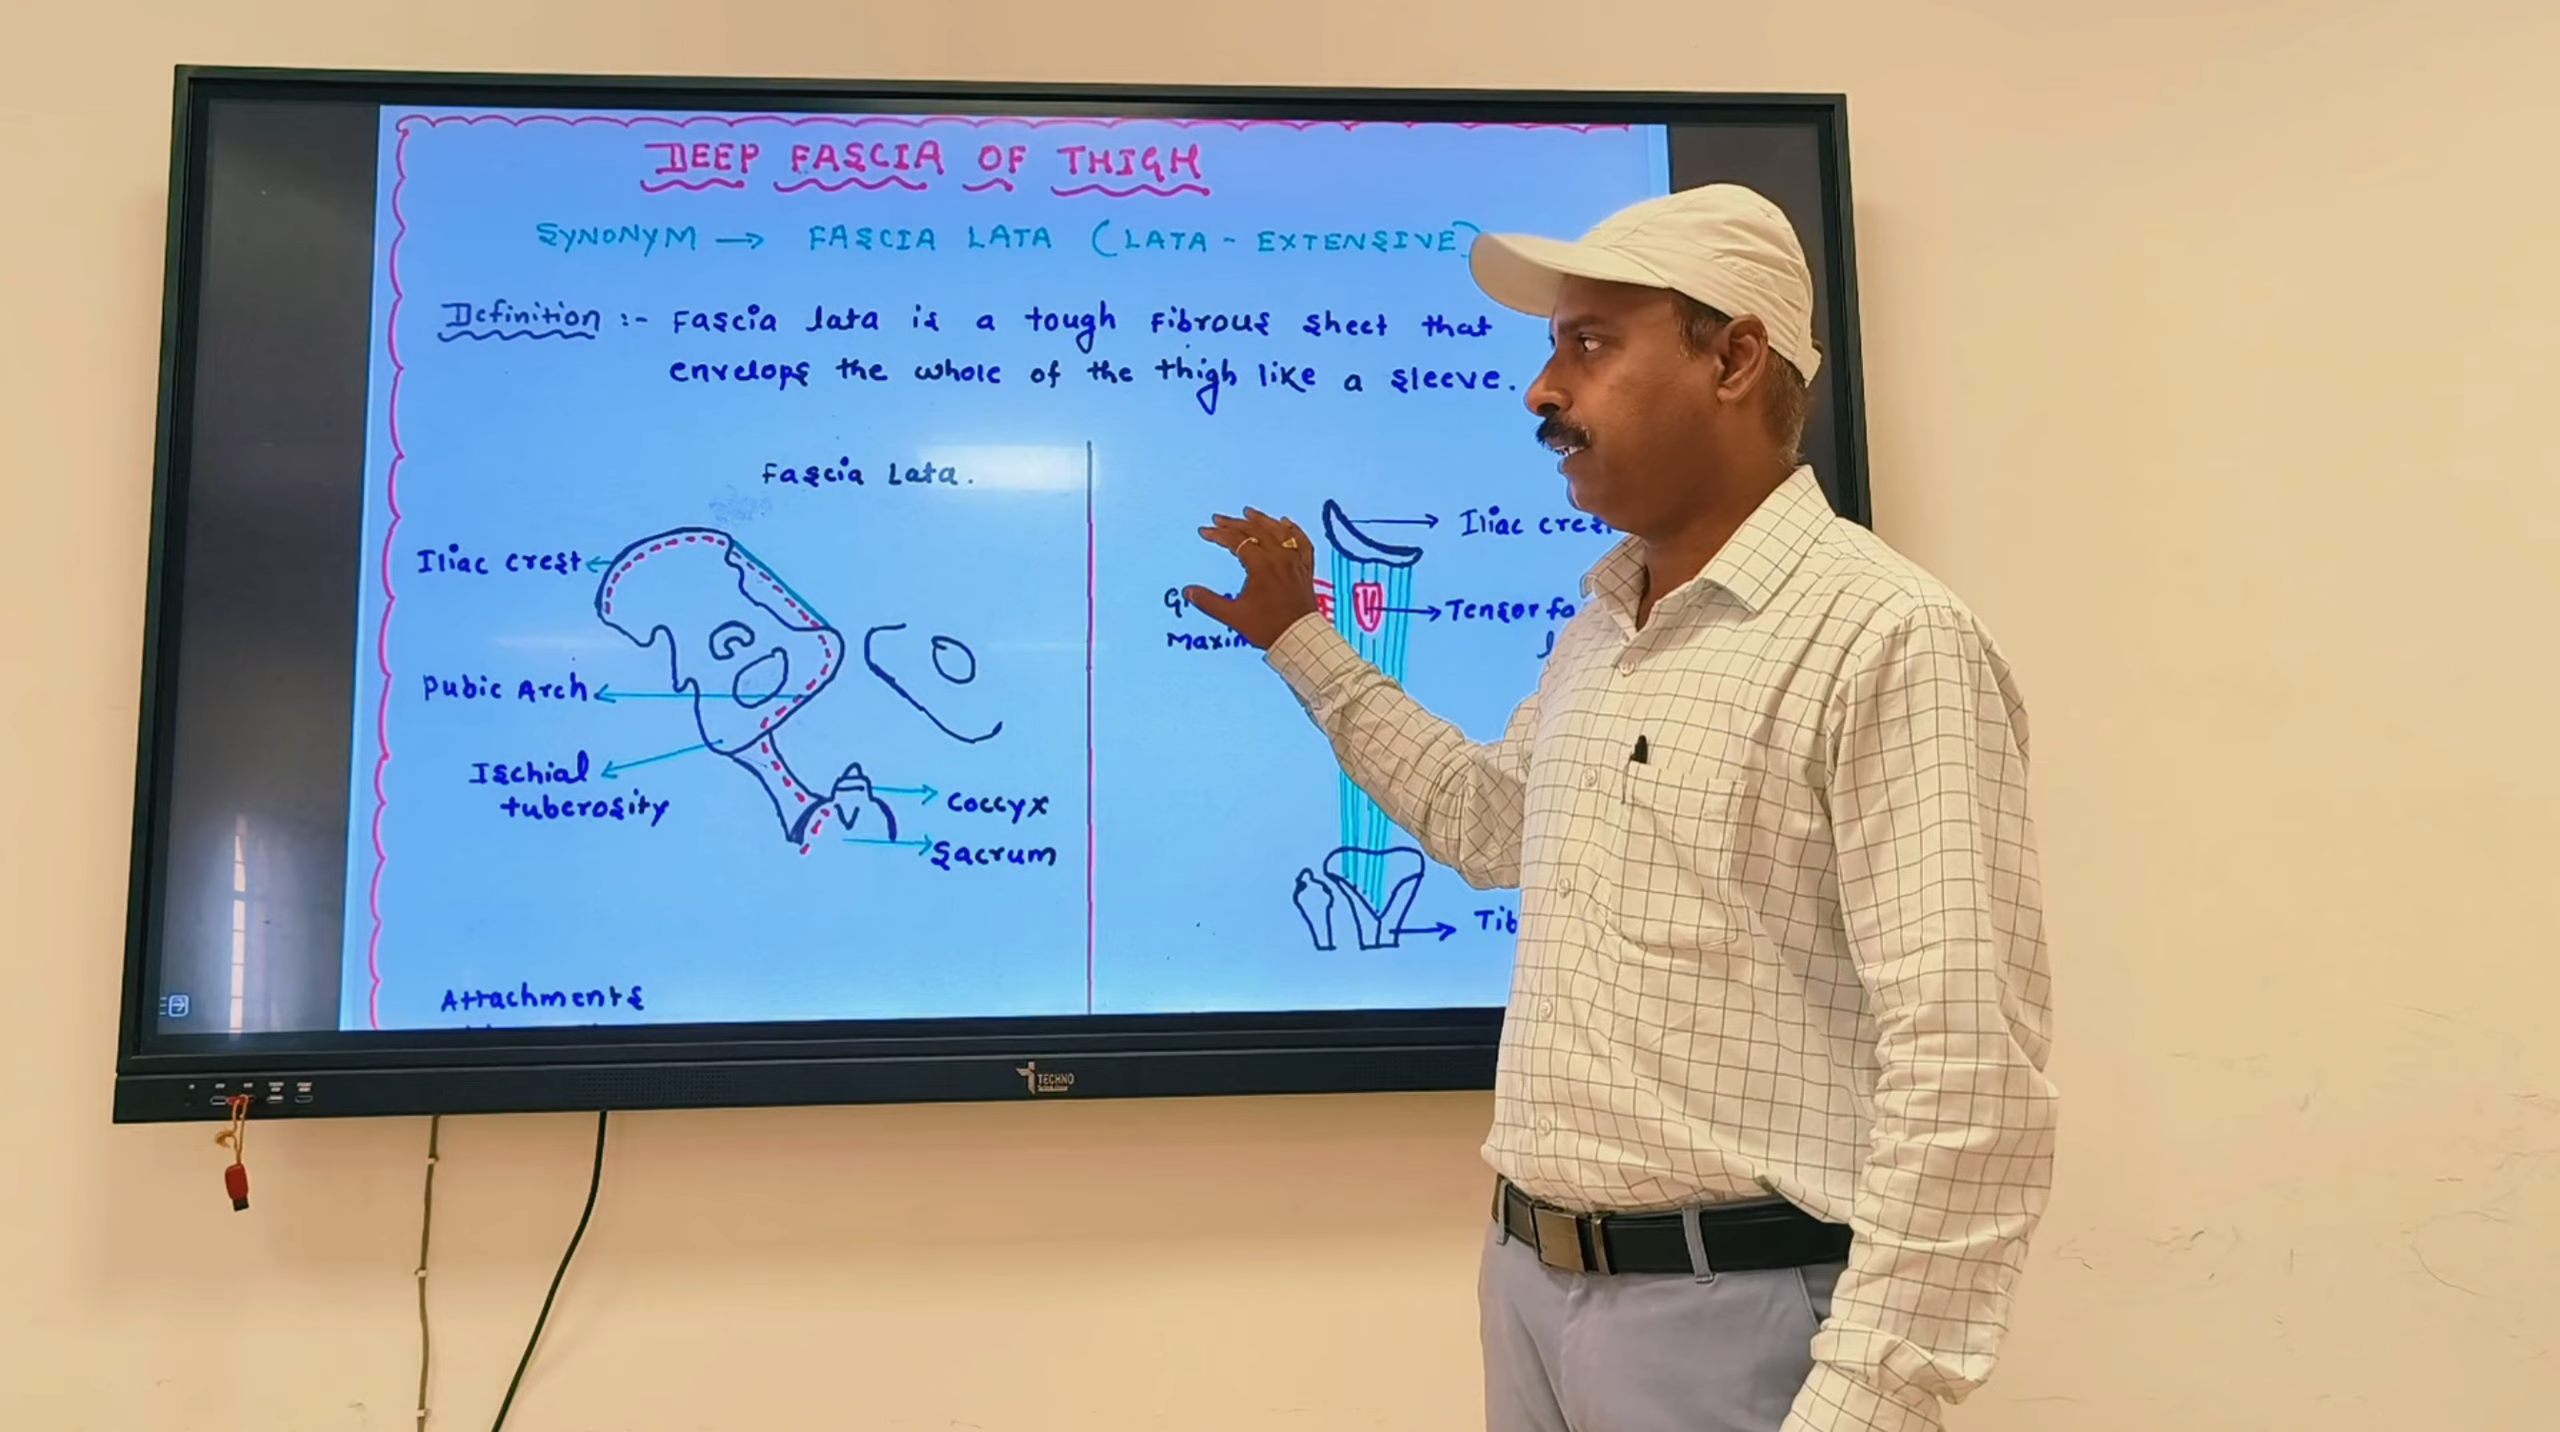 DEEP FASCIA OF THIGH
SYNONYM → FASCIA LATA (LATA - EXTENSIVE)
Definition :- Fascia lata is a tough fibrous sheet that
envelops the whole of the thigh like a sleeve.
Fascia Lata.
Iliac crest
Pubic Arch
Ischial
tuberosity
Coccyx
Sacrum
Attachments
Iliac crest
Tensor
TECHNO